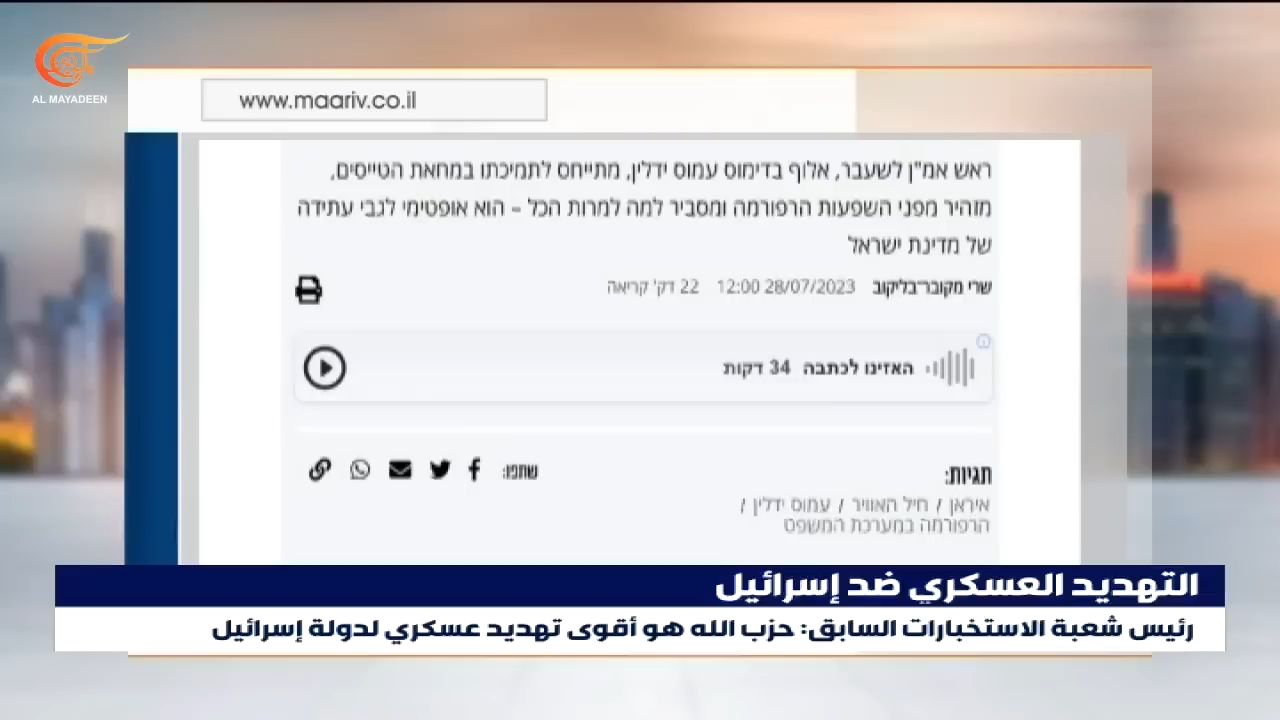 AL MAYADEEN
www.maariv.co.il
ראש אמ"ן לשעבר, אלוף בדימוס עמוס ידלין, מתייחס לתמיכתו במחאת הטייסים,
מזהיר מפני השפעות הרפורמה ומסביר למה למרות הכל – הוא אופטימי לגבי עתידה
של מדינת ישראל
שרי מקובר־בליקוב 28/07/2023 12:00 22 דק' קריאה
האזינו לכתבה 34 דקות
תגיות:
שתפו:
איראן / חיל האוויר / עמוס ידלין /
הרפורמה במערכת המשפט
التهديد العسكري ضد إسرائيل
رئيس شعبة الاستخبارات السابق: حزب الله هو أقوى تهديد عسكري لدولة إسرائيل